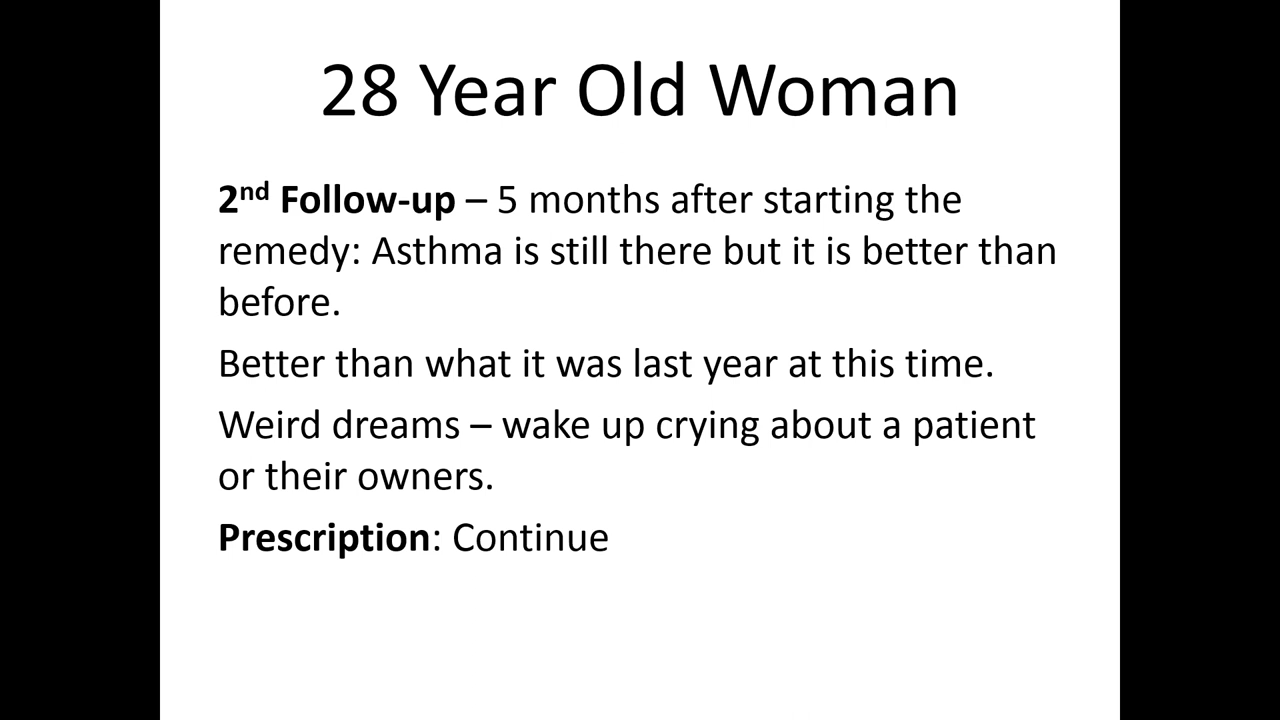 28 Year Old Woman
2nd Follow-up – 5 months after starting the
remedy: Asthma is still there but it is better than
before.
Better than what it was last year at this time.
Weird dreams – wake up crying about a patient
or their owners.
Prescription: Continue